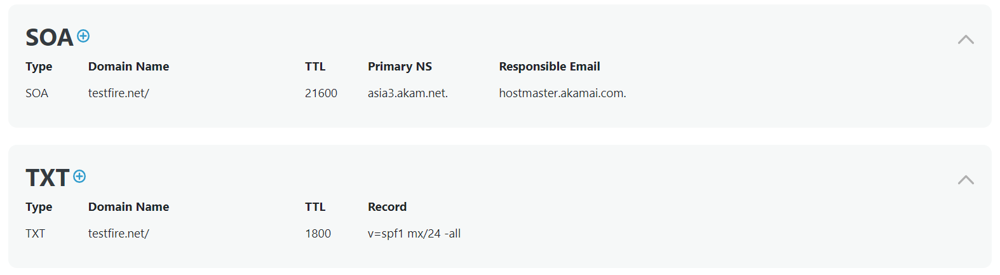 SOA
Type Domain Name TTL Primary NS Responsible Email
SOA testfire.net/ 21600 asia3.akam.net. hostmaster.akamai.com.
TXT
Type Domain Name TTL Record
TXT testfire.net/ 1800 v=spf1 mx/24 -all